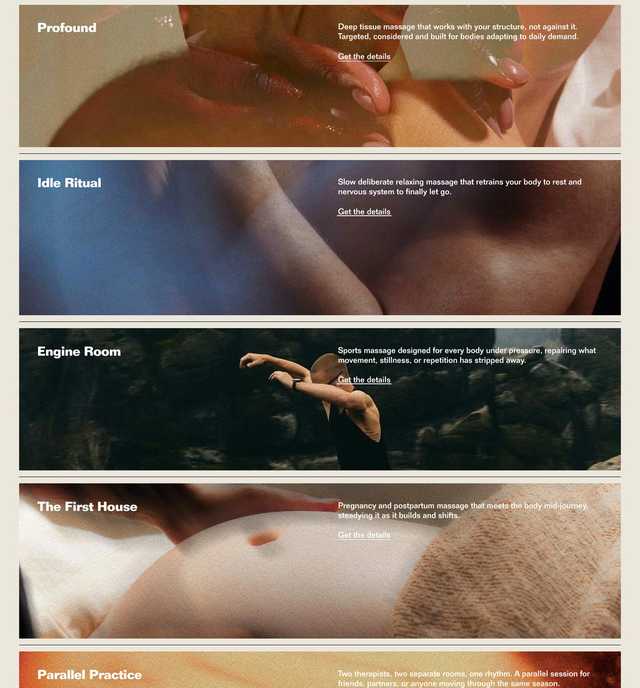 Profound
Deep tissue massage that works with your structure, not against it.
Targeted, considered and built for bodies adapting to daily demand.
Get the details
Idle Ritual
Slow deliberate relaxing massage that retrains your body to rest and
nervous system to finally let go.
Get the details
Engine Room
Sports massage designed for every body under pressure, repairing what
movement, stillness, or repetition has stripped away.
Get the details
The First House
Pregnancy and postpartum massage that meets the body mid-journey,
steadying it as it builds and shifts.
Get the details
Parallel Practice
Two therapists, two separate rooms, one rhythm. A parallel session for
friends, partners, or anyone moving through the same season.